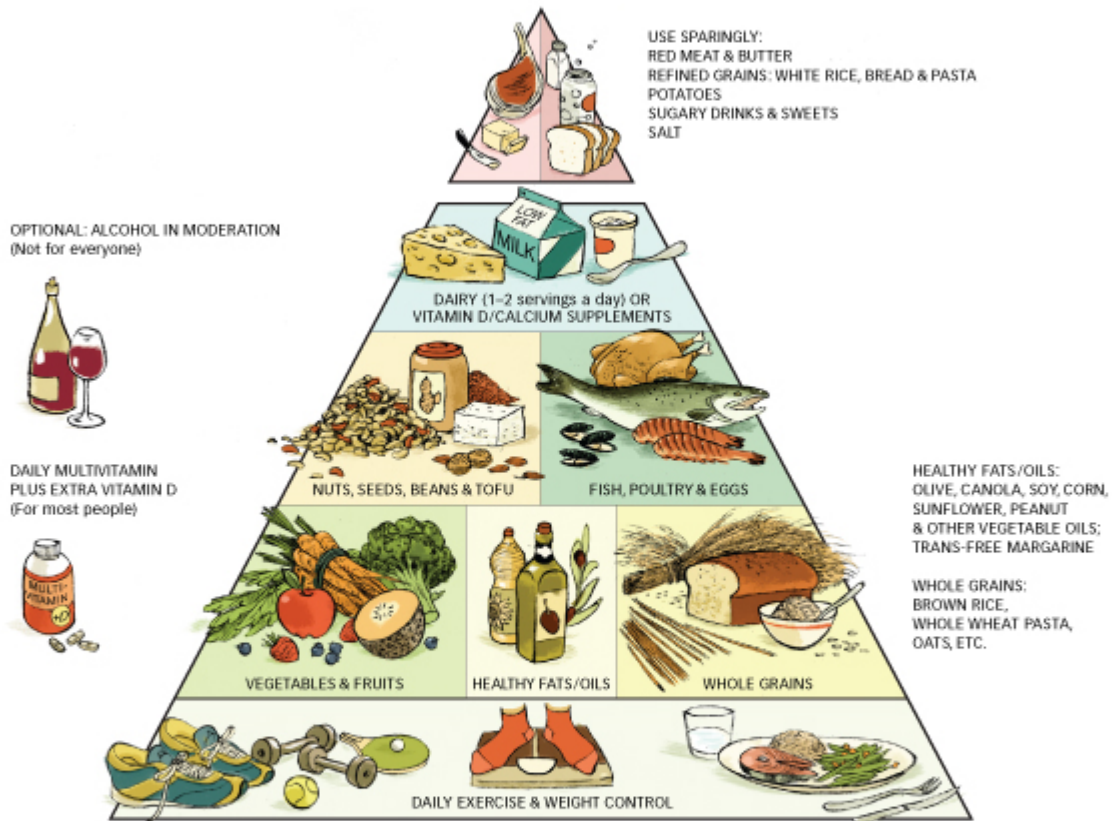 USE SPARINGLY:
RED MEAT & BUTTER
REFINED GRAINS: WHITE RICE, BREAD & PASTA
POTATOES
SUGARY DRINKS & SWEETS
SALT
OPTIONAL: ALCOHOL IN MODERATION
(Not for everyone)
LOW
FAT
MILK
DAIRY (1–2 servings a day) OR
VITAMIN D/CALCIUM SUPPLEMENTS
DAILY MULTIVITAMIN
PLUS EXTRA VITAMIN D
(For most people)
MULTI-
VITAMIN
+D
NUTS, SEEDS, BEANS & TOFU
FISH, POULTRY & EGGS
HEALTHY FATS/OILS:
OLIVE, CANOLA, SOY, CORN,
SUNFLOWER, PEANUT
& OTHER VEGETABLE OILS;
TRANS-FREE MARGARINE
WHOLE GRAINS:
BROWN RICE,
WHOLE WHEAT PASTA,
OATS, ETC.
VEGETABLES & FRUITS
HEALTHY FATS/OILS
WHOLE GRAINS
DAILY EXERCISE & WEIGHT CONTROL